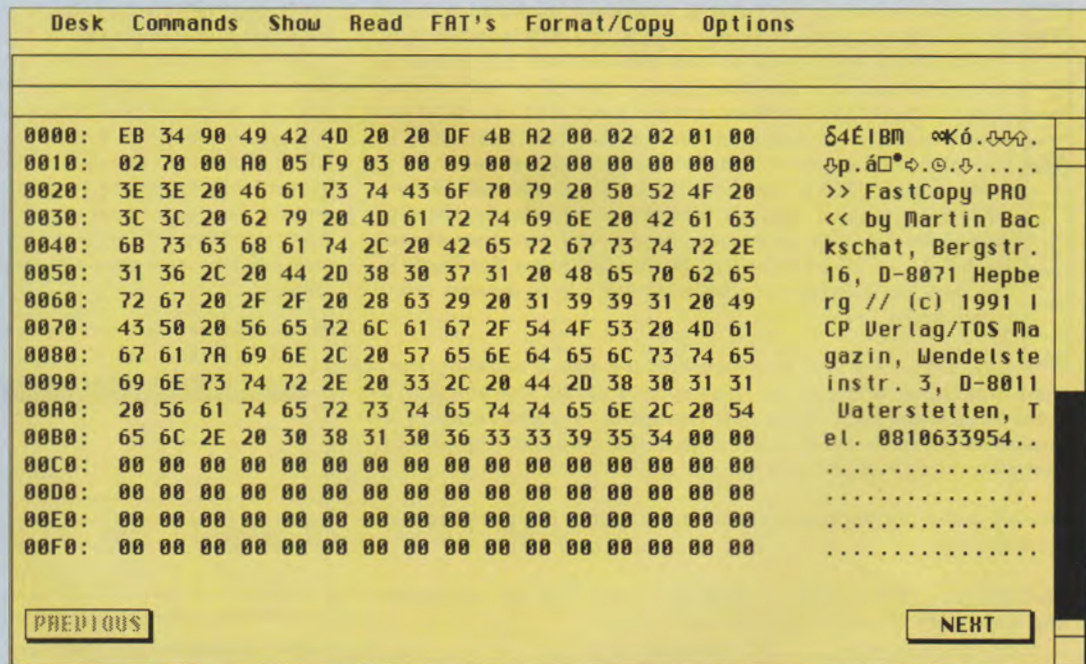 Desk Commands Show Read FAT's Format/Copy Options
0000: EB 34 90 49 42 4D 20 20 DF 4B A2 00 02 02 01 00 δ4ÉIBM ∞Kó.⇩⇩⇧.
0010: 02 70 00 A0 05 F9 03 00 09 00 02 00 00 00 00 00 ⇩p.á□•⇨.◷.⇩.....
0020: 3E 3E 20 46 61 73 74 43 6F 70 79 20 50 52 4F 20 >> FastCopy PRO
0030: 3C 3C 20 62 79 20 4D 61 72 74 69 6E 20 42 61 63 << by Martin Bac
0040: 6B 73 63 68 61 74 2C 20 42 65 72 67 73 74 72 2E kschat, Bergstr.
0050: 31 36 2C 20 44 2D 38 30 37 31 20 48 65 70 62 65 16, D-8071 Hepbe
0060: 72 67 20 2F 2F 20 28 63 29 20 31 39 39 31 20 49 rg // (c) 1991 I
0070: 43 50 20 56 65 72 6C 61 67 2F 54 4F 53 20 4D 61 CP Verlag/TOS Ma
0080: 67 61 7A 69 6E 2C 20 57 65 6E 64 65 6C 73 74 65 gazin, Wendelste
0090: 69 6E 73 74 72 2E 20 33 2C 20 44 2D 38 30 31 31 instr. 3, D-8011
00A0: 20 56 61 74 65 72 73 74 65 74 74 65 6E 2C 20 54 Vaterstetten, T
00B0: 65 6C 2E 20 30 38 31 30 36 33 33 39 35 34 00 00 el. 0810633954..
00C0: 00 00 00 00 00 00 00 00 00 00 00 00 00 00 00 00 ................
00D0: 00 00 00 00 00 00 00 00 00 00 00 00 00 00 00 00 ................
00E0: 00 00 00 00 00 00 00 00 00 00 00 00 00 00 00 00 ................
00F0: 00 00 00 00 00 00 00 00 00 00 00 00 00 00 00 00 ................
PREVIOUS NEXT